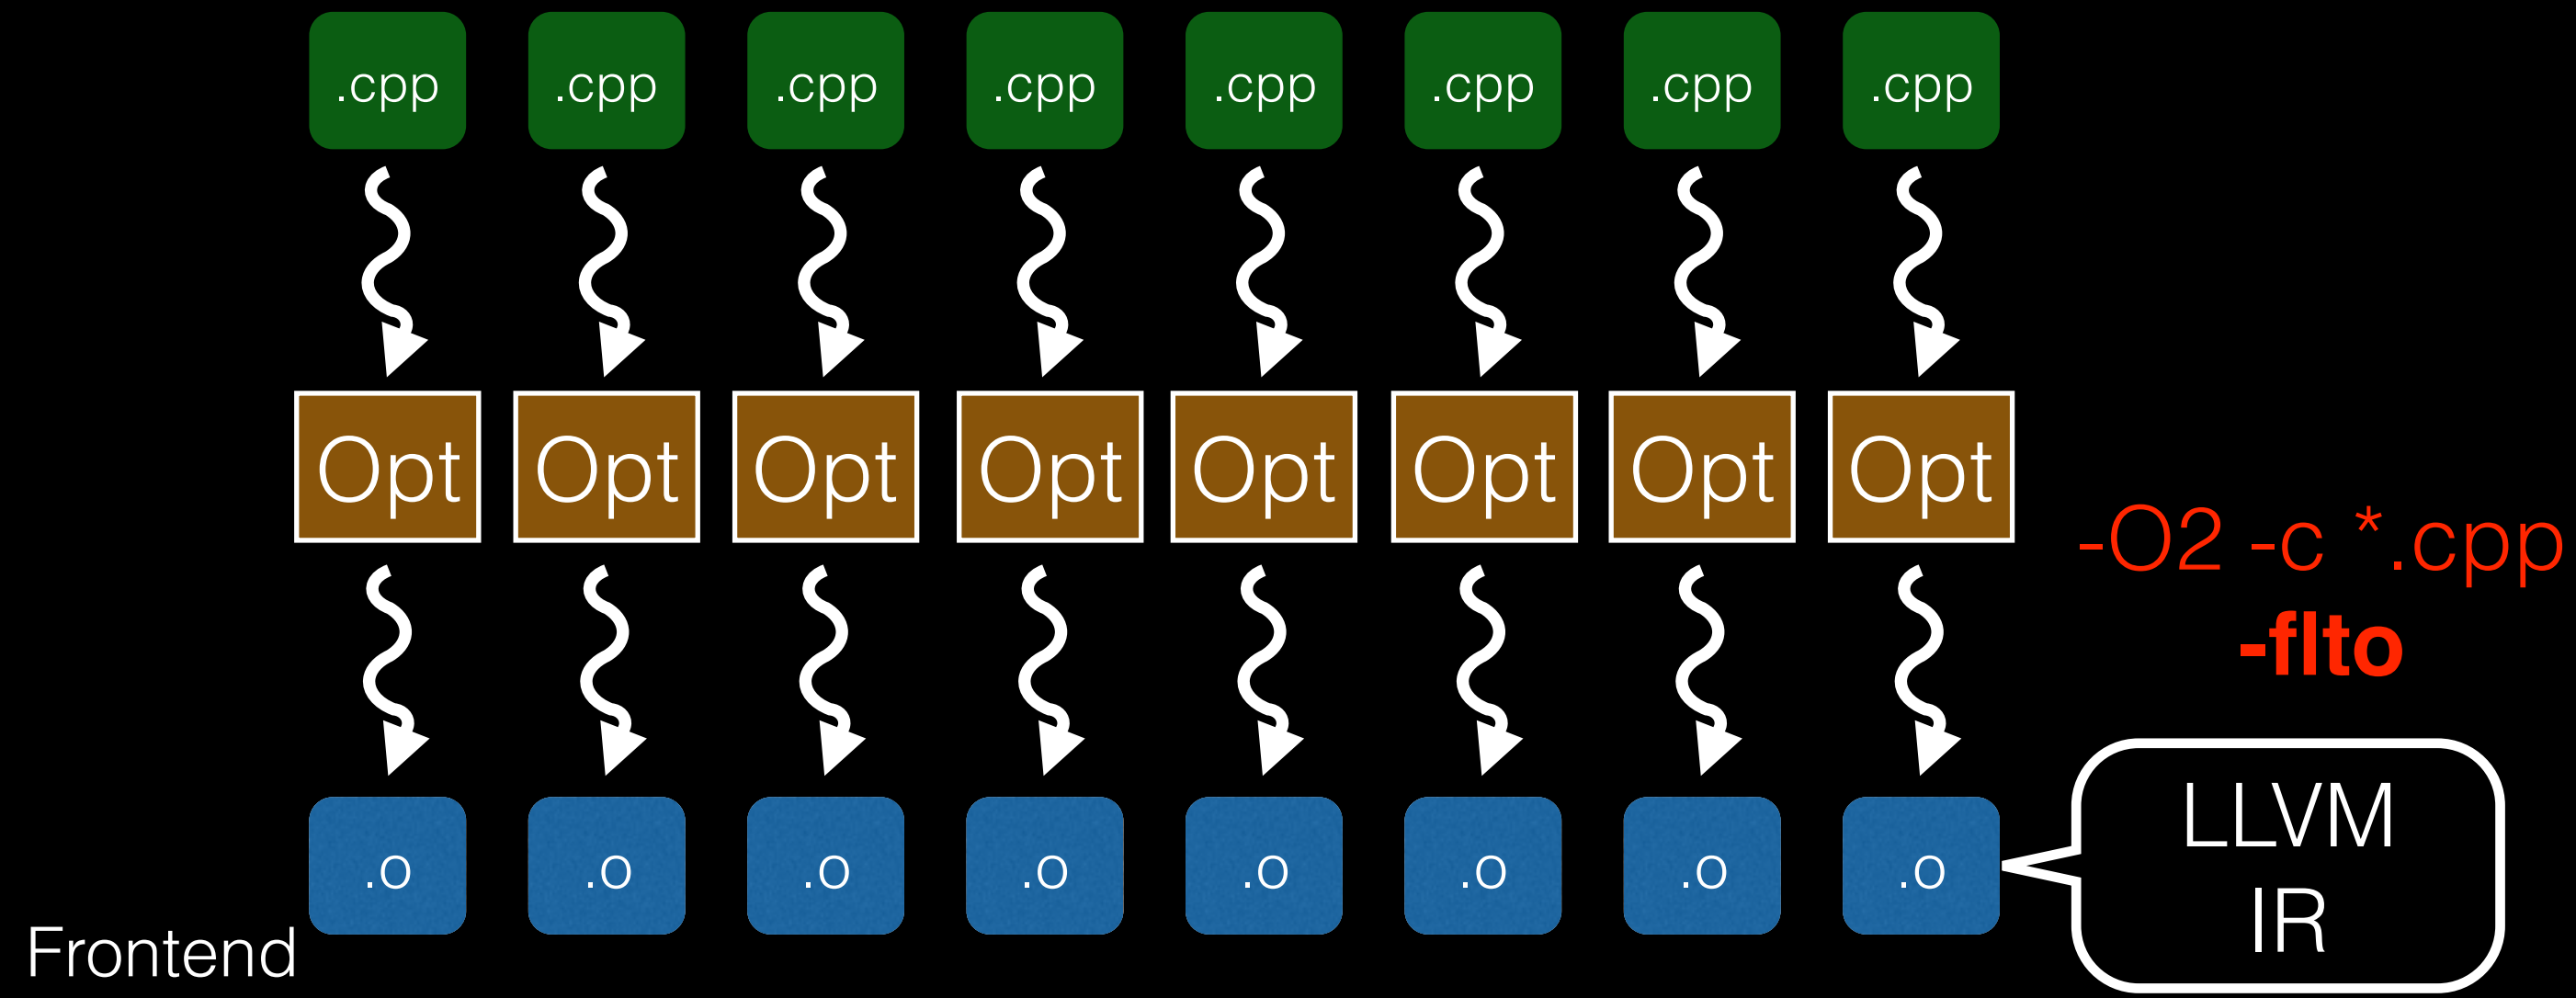 .cpp .cpp .cpp .cpp .cpp .cpp .cpp .cpp
Opt Opt Opt Opt Opt Opt Opt Opt
-O2 -c *.cpp
-flto
.o .o .o .o .o .o .o .o
LLVM
IR
Frontend